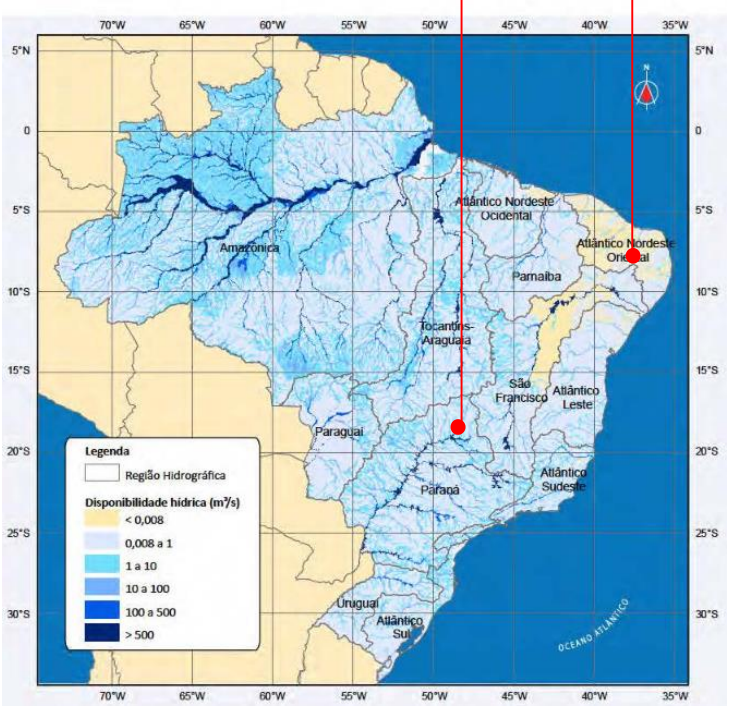 70°W 65°W 60°W 55°W 50°W 45°W 40°W 35°W
5°N 5°N
N
0 0
Atlântico Nordeste
Ocidental
5°S 5°S
Amazônica
Atlântico Nordeste
Oriental
Parnaíba
10°S 10°S
Tocantins-
Araguaia
15°S 15°S
São
Francisco
Atlântico
Leste
Paraguai
20°S 20°S
Legenda
Região Hidrográfica
Atlântico
Sudeste
Paraná
Disponibilidade hídrica (m³/s)
< 0,008
0,008 a 1
25°S 25°S
1 a 10
10 a 100
100 a 500
> 500
Uruguai
Atlântico
Sul
30°S 30°S
OCEANO ATLÂNTICO
70°W 65°W 60°W 55°W 50°W 45°W 40°W 35°W